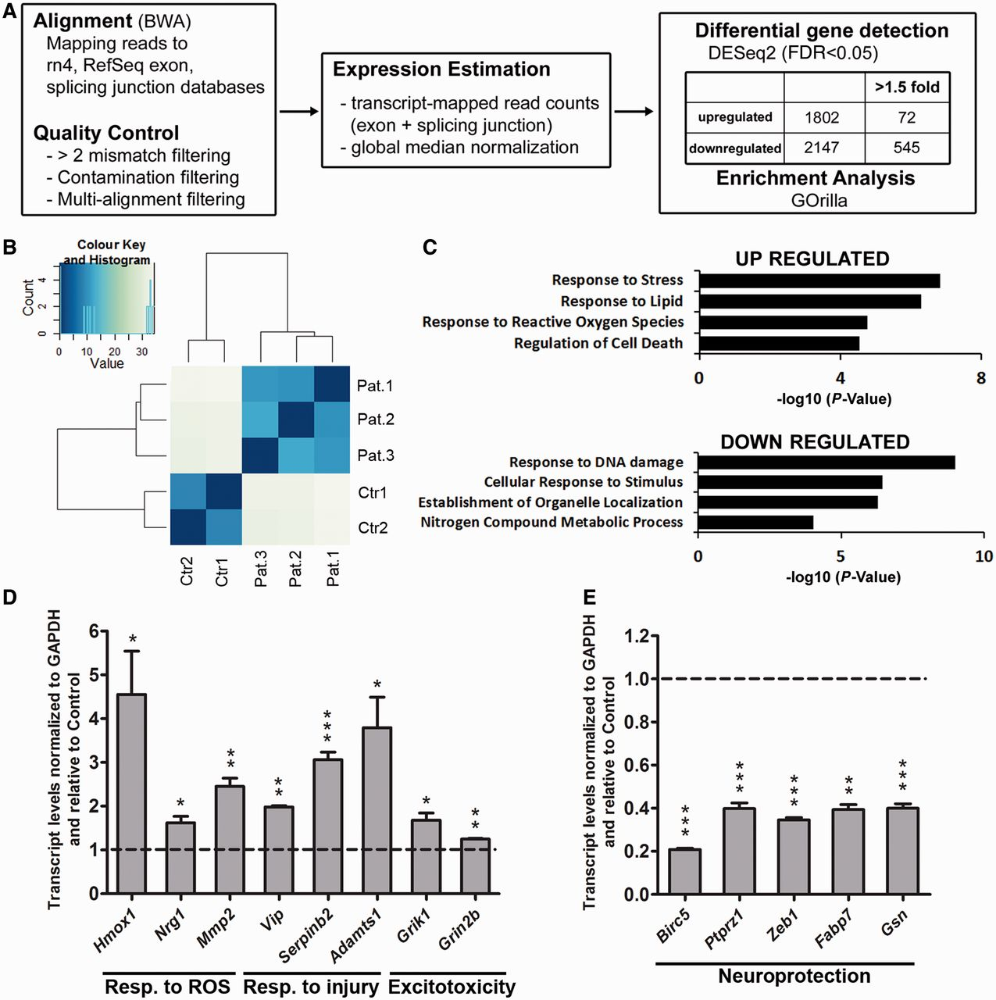 A
Alignment (BWA)
Mapping reads to
rn4, RefSeq exon,
splicing junction databases
Quality Control
- > 2 mismatch filtering
- Contamination filtering
- Multi-alignment filtering
Expression Estimation
- transcript-mapped read counts
(exon + splicing junction)
- global median normalization
Differential gene detection
DESeq2 (FDR<0.05)
>1.5 fold
upregulated 1802 72
downregulated 2147 545
Enrichment Analysis
GOrilla
B
Colour Key
and Histogram
Count
0 2 4
0 10 20 30
Value
Pat.1
Pat.2
Pat.3
Ctr1
Ctr2
Ctr2 Ctr1 Pat.3 Pat.2 Pat.1
C
UP REGULATED
Response to Stress
Response to Lipid
Response to Reactive Oxygen Species
Regulation of Cell Death
0 4 8
-log10 (P-Value)
DOWN REGULATED
Response to DNA damage
Cellular Response to Stimulus
Establishment of Organelle Localization
Nitrogen Compound Metabolic Process
0 5 10
-log10 (P-Value)
D
Transcript levels normalized to GAPDH
and relative to Control
6
5
4
3
2
1
0
* * ** ** *** * * **
Hmox1 Nrg1 Mmp2 Vip Serpinb2 Adamts1 Grik1 Grin2b
Resp. to ROS Resp. to injury Excitotoxicity
E
Transcript levels normalized to GAPDH
and relative to Control
1.2
1.0
0.8
0.6
0.4
0.2
0.0
*** *** *** ** ***
Birc5 Ptprz1 Zeb1 Fabp7 Gsn
Neuroprotection